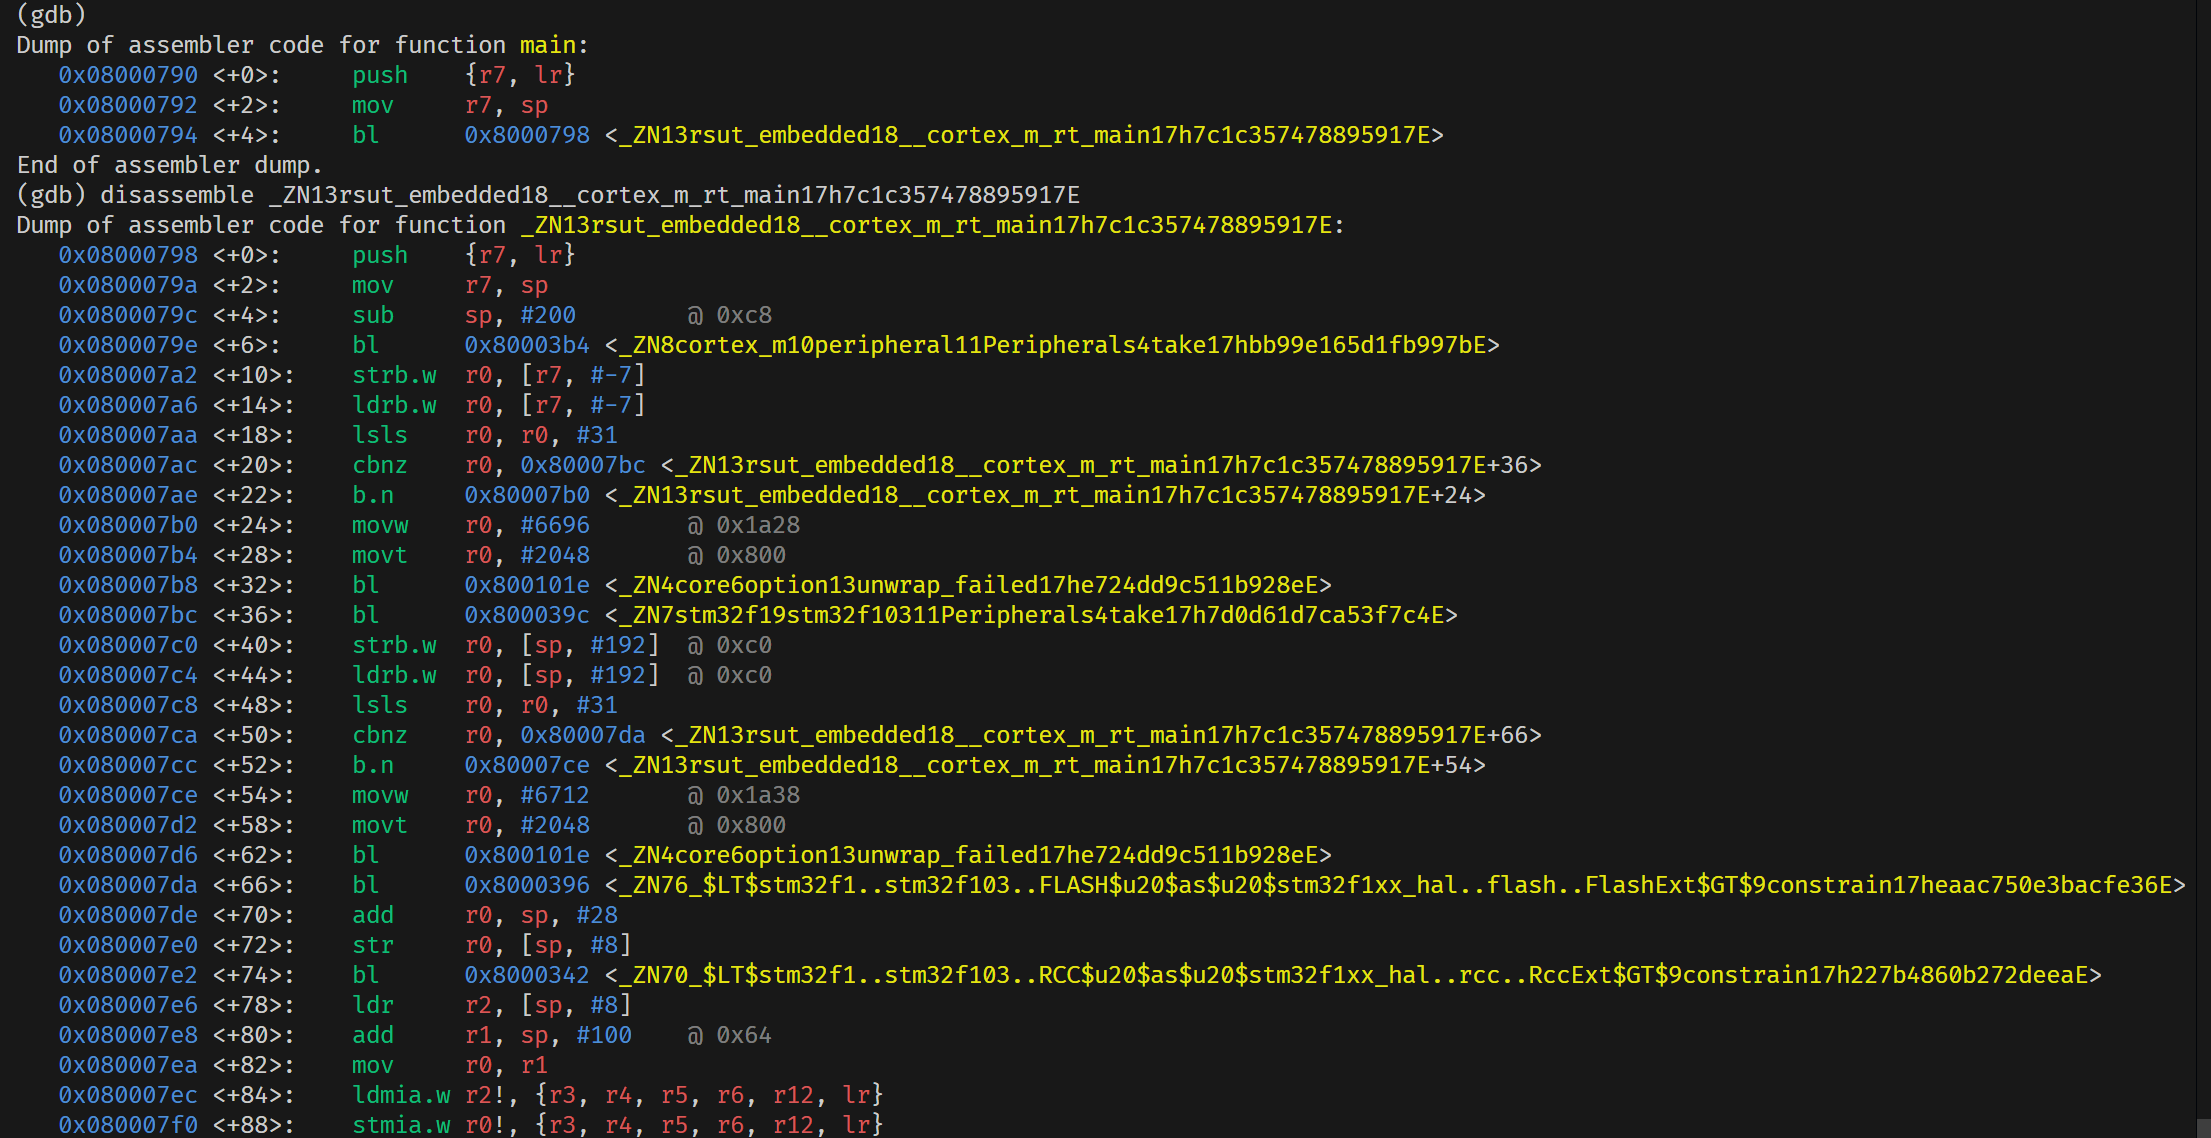 (gdb)
Dump of assembler code for function main:
   0x08000790 <+0>:     push    {r7, lr}
   0x08000792 <+2>:     mov     r7, sp
   0x08000794 <+4>:     bl      0x8000798 <_ZN13rsut_embedded18__cortex_m_rt_main17h7c1c357478895917E>
End of assembler dump.
(gdb) disassemble _ZN13rsut_embedded18__cortex_m_rt_main17h7c1c357478895917E
Dump of assembler code for function _ZN13rsut_embedded18__cortex_m_rt_main17h7c1c357478895917E:
   0x08000798 <+0>:     push    {r7, lr}
   0x0800079a <+2>:     mov     r7, sp
   0x0800079c <+4>:     sub     sp, #200        @ 0xc8
   0x0800079e <+6>:     bl      0x80003b4 <_ZN8cortex_m10peripheral11Peripherals4take17hbb99e165d1fb997bE>
   0x080007a2 <+10>:    strb.w  r0, [r7, #-7]
   0x080007a6 <+14>:    ldrb.w  r0, [r7, #-7]
   0x080007aa <+18>:    lsls    r0, r0, #31
   0x080007ac <+20>:    cbnz    r0, 0x80007bc <_ZN13rsut_embedded18__cortex_m_rt_main17h7c1c357478895917E+36>
   0x080007ae <+22>:    b.n     0x80007b0 <_ZN13rsut_embedded18__cortex_m_rt_main17h7c1c357478895917E+24>
   0x080007b0 <+24>:    movw    r0, #6696       @ 0x1a28
   0x080007b4 <+28>:    movt    r0, #2048       @ 0x800
   0x080007b8 <+32>:    bl      0x800101e <_ZN4core6option13unwrap_failed17he724dd9c511b928eE>
   0x080007bc <+36>:    bl      0x800039c <_ZN7stm32f19stm32f10311Peripherals4take17h7d0d61d7ca53f7c4E>
   0x080007c0 <+40>:    strb.w  r0, [sp, #192]  @ 0xc0
   0x080007c4 <+44>:    ldrb.w  r0, [sp, #192]  @ 0xc0
   0x080007c8 <+48>:    lsls    r0, r0, #31
   0x080007ca <+50>:    cbnz    r0, 0x80007da <_ZN13rsut_embedded18__cortex_m_rt_main17h7c1c357478895917E+66>
   0x080007cc <+52>:    b.n     0x80007ce <_ZN13rsut_embedded18__cortex_m_rt_main17h7c1c357478895917E+54>
   0x080007ce <+54>:    movw    r0, #6712       @ 0x1a38
   0x080007d2 <+58>:    movt    r0, #2048       @ 0x800
   0x080007d6 <+62>:    bl      0x800101e <_ZN4core6option13unwrap_failed17he724dd9c511b928eE>
   0x080007da <+66>:    bl      0x8000396 <_ZN76_$LT$stm32f1..stm32f103..FLASH$u20$as$u20$stm32f1xx_hal..flash..FlashExt$GT$9constrain17heaac750e3bacfe36E>
   0x080007de <+70>:    add     r0, sp, #28
   0x080007e0 <+72>:    str     r0, [sp, #8]
   0x080007e2 <+74>:    bl      0x8000342 <_ZN70_$LT$stm32f1..stm32f103..RCC$u20$as$u20$stm32f1xx_hal..rcc..RccExt$GT$9constrain17h227b4860b272deeaE>
   0x080007e6 <+78>:    ldr     r2, [sp, #8]
   0x080007e8 <+80>:    add     r1, sp, #100    @ 0x64
   0x080007ea <+82>:    mov     r0, r1
   0x080007ec <+84>:    ldmia.w r2!, {r3, r4, r5, r6, r12, lr}
   0x080007f0 <+88>:    stmia.w r0!, {r3, r4, r5, r6, r12, lr}